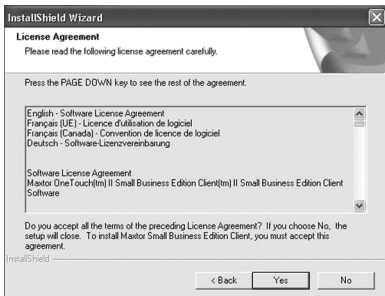 InstallShield Wizard
License Agreement
Please read the following license agreement carefully.
Press the PAGE DOWN key to see the rest of the agreement.
English - Software License Agreement
Français (UE) - Licence d'utilisation de logiciel
Français (Canada) - Convention de licence de logiciel
Deutsch - Software-Lizenzvereinbarung
Software License Agreement
Maxtor OneTouch(tm) II Small Business Edition Client(tm) II Small Business Edition Client
Software
Do you accept all the terms of the preceding License Agreement? If you choose No, the
setup will close. To install Maxtor Small Business Edition Client, you must accept this
agreement.
InstallShield
< Back
Yes
No